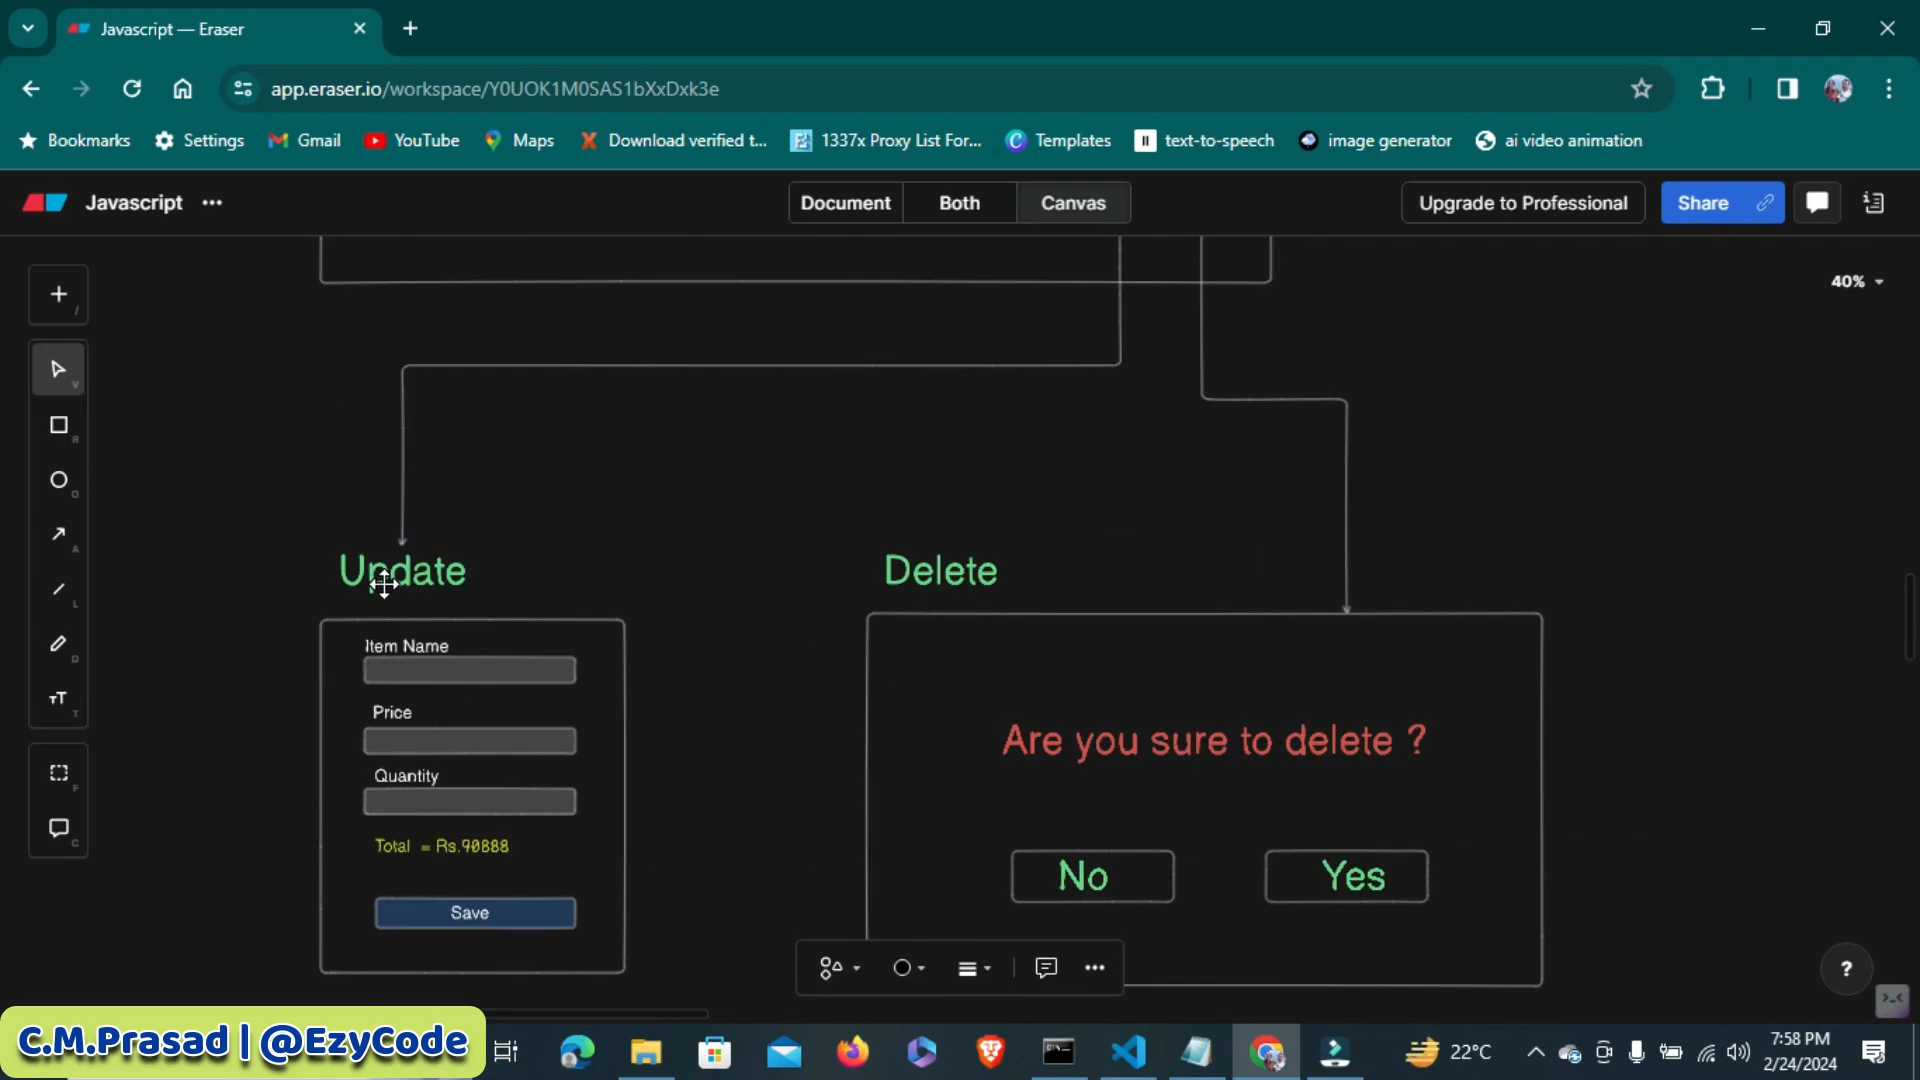 Javascript — Eraser
app.eraser.io/workspace/Y0UOK1M0SAS1bXxDxk3e
Bookmarks Settings Gmail YouTube Maps Download verified t... 1337x Proxy List For... Templates text-to-speech image generator ai video animation
Javascript ••• Document Both Canvas Upgrade to Professional Share
40%
/
V
R
O
A
L
D
T
F
C
Update
Delete
Item Name
Price
Quantity
Total = Rs.90888
Save
Are you sure to delete ?
No Yes
?
C.M.Prasad | @EzyCode
22°C
7:58 PM
2/24/2024